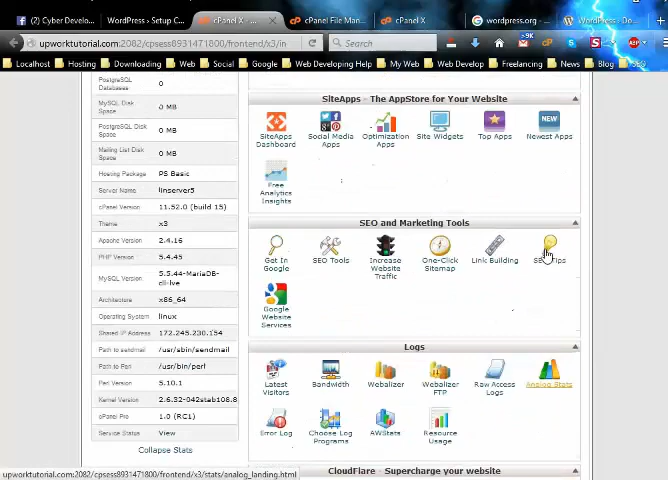 (1) Cyber Develo...
WordPress › Setup C...
cPanel X - ...
cPanel File Man...
cPanel X
wordpress.org - ...
WordPress › Do...
upworktutorial.com:2082/cpsess8931471800/frontend/x3/in
Search
>9K
ABP
Localhost
Hosting
Downloading
Web
Social
Google
Web Developing Help
My Web
Web Develop
Freelancing
News
Blog
SEO
PostgreSQL
Databases
0
MySQL Disk
Space
0 MB
PostgreSQL Disk
Space
0 MB
Mailing List Disk
Space
0 MB
Hosting Package
PS Basic
Server Name
linserver5
cPanel Version
11.52.0 (build 15)
Theme
x3
Apache Version
2.4.16
PHP Version
5.4.45
MySQL Version
5.5.44-MariaDB-
cll-lve
Architecture
x86_64
Operating System
linux
Shared IP Address
172.245.230.154
Path to sendmail
/usr/sbin/sendmail
Path to Perl
/usr/bin/perl
Perl Version
5.10.1
Kernel Version
2.6.32-042stab108.8
cPanel Pro
1.0 (RC1)
Service Status
View
Collapse Stats
SiteApps - The AppStore for Your Website
SiteApps
Dashboard
Social Media
Apps
Optimization
Apps
Site Widgets
Top Apps
NEW
Newest Apps
Free
Analytics
Insights
SEO and Marketing Tools
Get In
Google
SEO Tools
Increase
Website
Traffic
One-Click
Sitemap
Link Building
SEO Tips
Google
Website
Services
Logs
Latest
Visitors
Bandwidth
Webalizer
Webalizer
FTP
Raw Access
Logs
Analog Stats
Error Log
Choose Log
Programs
AWStats
Resource
Usage
CloudFlare - Supercharge your website
upworktutorial.com:2082/cpsess8931471800/frontend/x3/stats/analog_landing.html